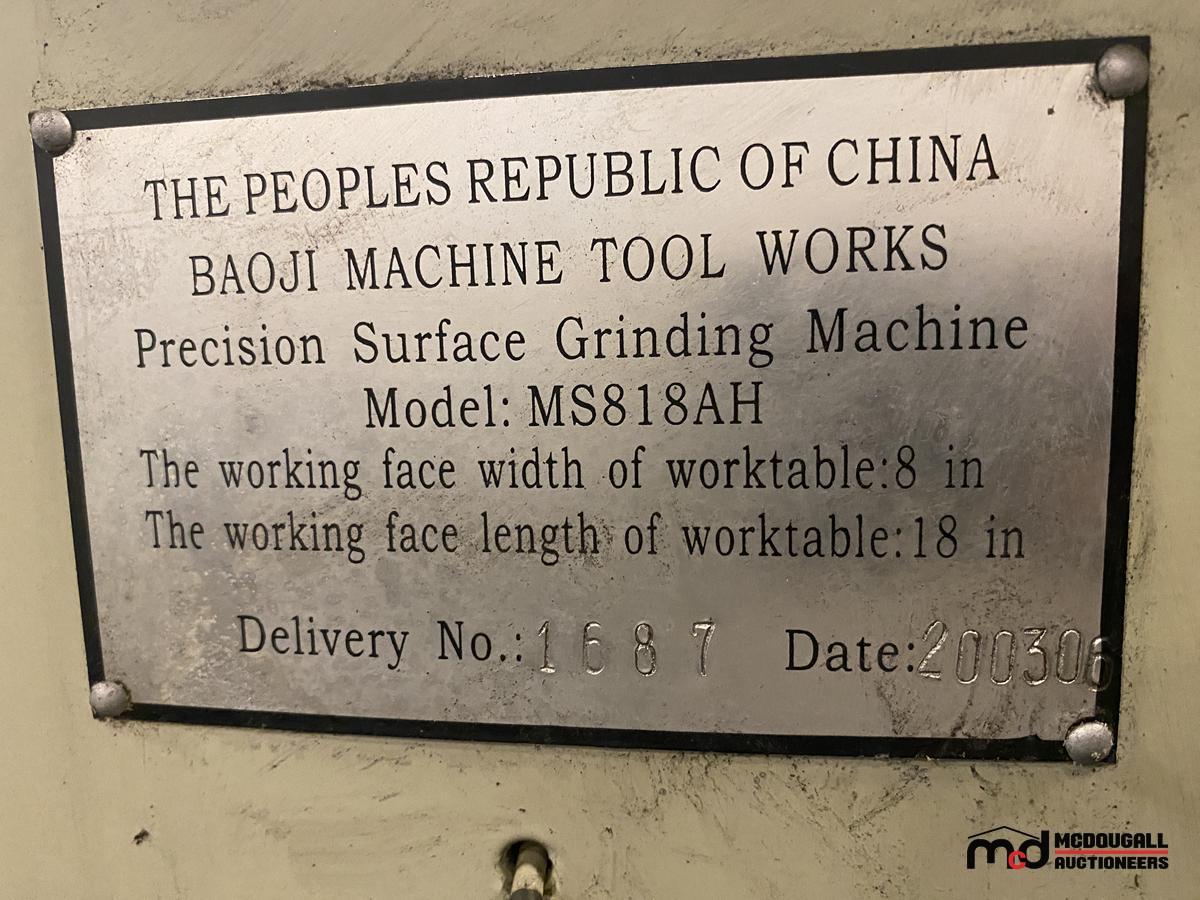 THE PEOPLES REPUBLIC OF CHINA
BAOJI MACHINE TOOL WORKS
Precision Surface Grinding Machine
Model: MS818AH
The working face width of worktable:8 in
The working face length of worktable:18 in
Delivery No.:1687 Date:200306
mcd MCDOUGALL
AUCTIONEERS